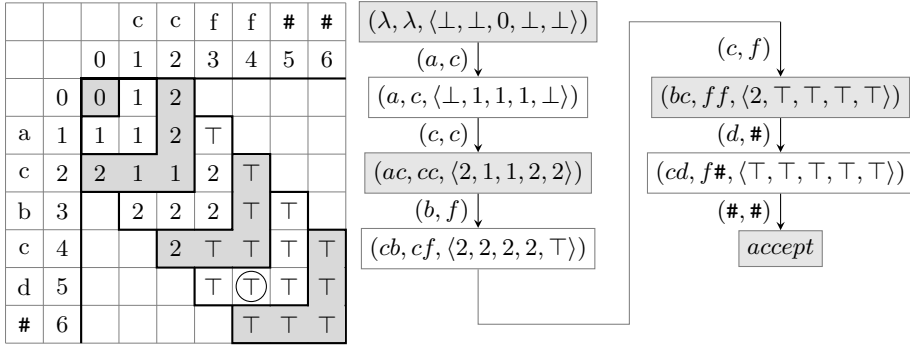 c c f f # #
0 1 2 3 4 5 6
0 0 1 2
a 1 1 1 2 ⊤
c 2 2 1 1 2 ⊤
b 3 2 2 2 ⊤ ⊤
c 4 2 ⊤ ⊤ ⊤ ⊤
d 5 ⊤ ⊤ ⊤ ⊤
# 6 ⊤ ⊤ ⊤
(λ, λ, ⟨⊥, ⊥, 0, ⊥, ⊥⟩)
(a, c)
(a, c, ⟨⊥, 1, 1, 1, ⊥⟩)
(c, c)
(ac, cc, ⟨2, 1, 1, 2, 2⟩)
(b, f)
(cb, cf, ⟨2, 2, 2, 2, ⊤⟩)
(c, f)
(bc, ff, ⟨2, ⊤, ⊤, ⊤, ⊤⟩)
(d, #)
(cd, f#, ⟨⊤, ⊤, ⊤, ⊤, ⊤⟩)
(#, #)
accept